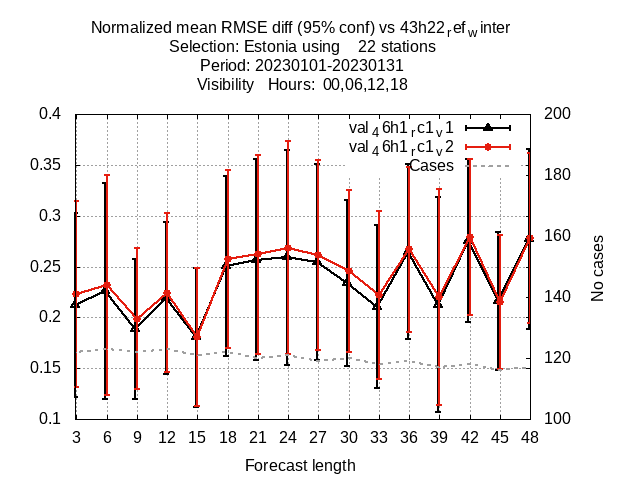 Normalized mean RMSE diff (95% conf) vs 43h22refwinter
Selection: Estonia using 22 stations
Period: 20230101-20230131
Visibility Hours: 00,06,12,18
0.4
0.35
0.3
0.25
0.2
0.15
0.1
200
180
160
140
120
100
val46h1rc1v1
val46h1rc1v2
Cases
No cases
3 6 9 12 15 18 21 24 27 30 33 36 39 42 45 48
Forecast length